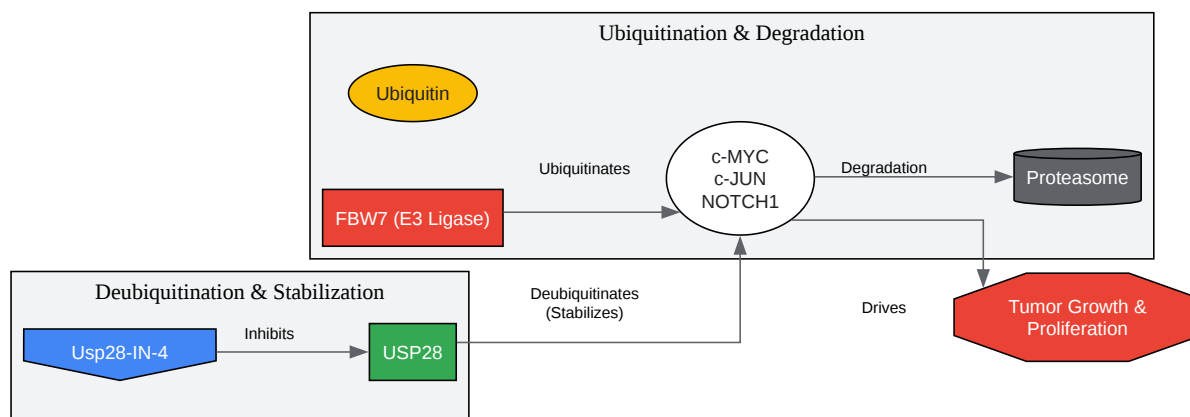 Ubiquitination & Degradation
Ubiquitin
c-MYC
c-JUN
NOTCH1
Ubiquitinates
Degradation
Proteasome
FBW7 (E3 Ligase)
Deubiquitination & Stabilization
Deubiquitinates
(Stabilizes)
Drives
Tumor Growth &
Proliferation
Usp28-IN-4
Inhibits
USP28